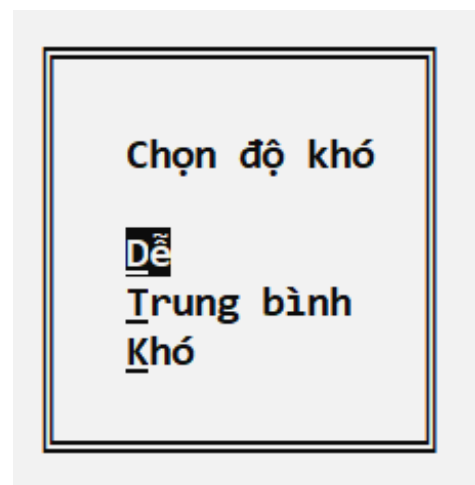 Chọn độ khó
Dễ
Trung bình
Khó